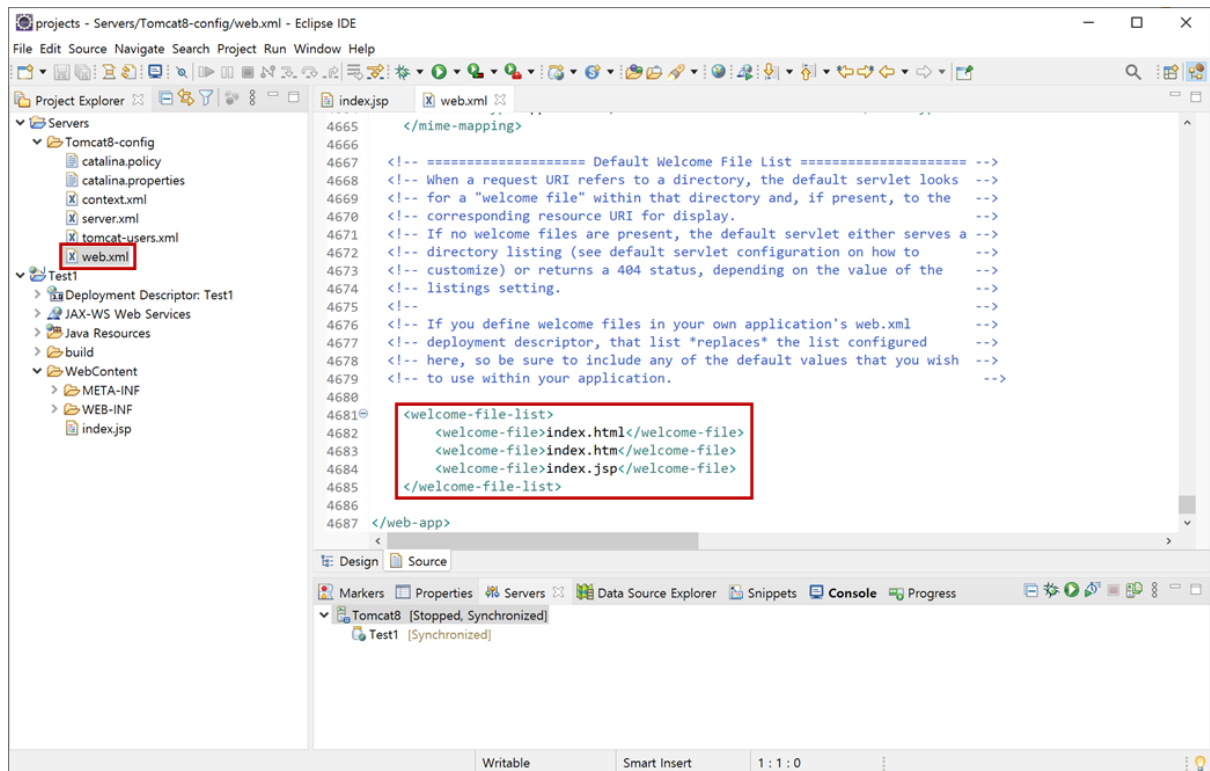 projects - Servers/Tomcat8-config/web.xml - Eclipse IDE
File Edit Source Navigate Search Project Run Window Help
Project Explorer
index.jsp
web.xml
Servers
Tomcat8-config
catalina.policy
catalina.properties
context.xml
server.xml
tomcat-users.xml
web.xml
Test1
Deployment Descriptor: Test1
JAX-WS Web Services
Java Resources
build
WebContent
META-INF
WEB-INF
index.jsp
4665 </mime-mapping>
4666
4667 <!-- ==================== Default Welcome File List ===================== -->
4668 <!-- When a request URI refers to a directory, the default servlet looks -->
4669 <!-- for a "welcome file" within that directory and, if present, to the -->
4670 <!-- corresponding resource URI for display. -->
4671 <!-- If no welcome files are present, the default servlet either serves a -->
4672 <!-- directory listing (see default servlet configuration on how to -->
4673 <!-- customize) or returns a 404 status, depending on the value of the -->
4674 <!-- listings setting. -->
4675 <!-- -->
4676 <!-- If you define welcome files in your own application's web.xml -->
4677 <!-- deployment descriptor, that list *replaces* the list configured -->
4678 <!-- here, so be sure to include any of the default values that you wish -->
4679 <!-- to use within your application. -->
4680
4681 <welcome-file-list>
4682 <welcome-file>index.html</welcome-file>
4683 <welcome-file>index.htm</welcome-file>
4684 <welcome-file>index.jsp</welcome-file>
4685 </welcome-file-list>
4686
4687 </web-app>
Design Source
Markers Properties Servers Data Source Explorer Snippets Console Progress
Tomcat8 [Stopped, Synchronized]
Test1 [Synchronized]
Writable Smart Insert 1 : 1 : 0